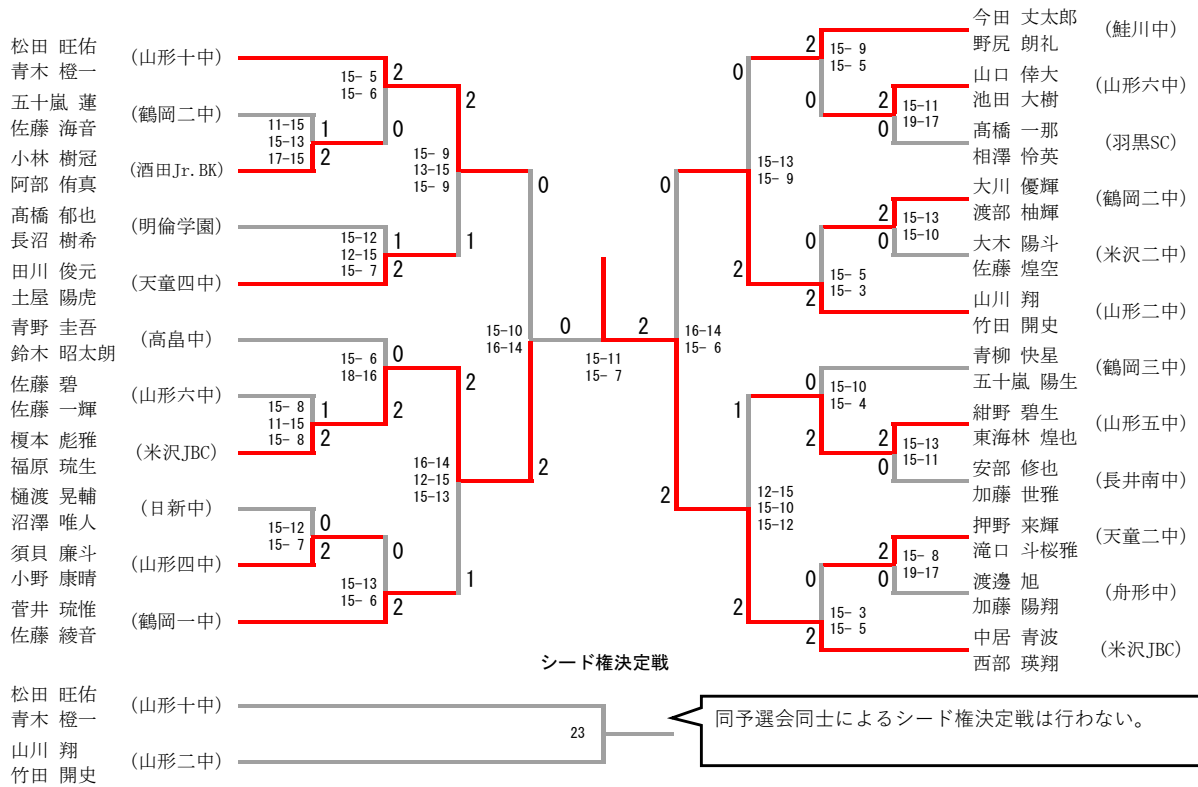 松田 旺佑
青木 橙一
(山形十中)
五十嵐 蓮
佐藤 海音
(鶴岡二中)
小林 樹冠
阿部 侑真
(酒田Jr.BK)
髙橋 郁也
長沼 樹希
(明倫学園)
田川 俊元
土屋 陽虎
(天童四中)
青野 圭吾
鈴木 昭太朗
(高畠中)
佐藤 碧
佐藤 一輝
(山形六中)
榎本 彪雅
福原 琉生
(米沢JBC)
樋渡 晃輔
沼澤 唯人
(日新中)
須貝 廉斗
小野 康晴
(山形四中)
菅井 琉惟
佐藤 綾音
(鶴岡一中)
11-15
15-13
17-15
1
2
15- 5
15- 6
2
0
15-12
12-15
15- 7
1
2
15- 9
13-15
15- 9
2
1
15- 8
11-15
15- 8
1
2
15- 6
18-16
0
2
15-12
15- 7
0
2
15-13
15- 6
0
2
16-14
12-15
15-13
2
1
15-10
16-14
0
2
0
2
15-11
15- 7
今田 丈太郎
野尻 朗礼
(鮭川中)
山口 倖大
池田 大樹
(山形六中)
髙橋 一那
相澤 怜英
(羽黒SC)
大川 優輝
渡部 柚輝
(鶴岡二中)
大木 陽斗
佐藤 煌空
(米沢二中)
山川 翔
竹田 開史
(山形二中)
青柳 快星
五十嵐 陽生
(鶴岡三中)
紺野 碧生
東海林 煌也
(山形五中)
安部 修也
加藤 世雅
(長井南中)
押野 来輝
滝口 斗桜雅
(天童二中)
渡邊 旭
加藤 陽翔
(舟形中)
中居 青波
西部 瑛翔
(米沢JBC)
2
0
15-11
19-17
2
0
15- 9
15- 5
2
0
15-13
15-10
0
2
15- 5
15- 3
0
2
15-13
15- 9
2
0
15-13
15-11
0
2
15-10
15- 4
2
0
15- 8
19-17
0
2
15- 3
15- 5
1
2
12-15
15-10
15-12
0
2
16-14
15- 6
シード権決定戦
松田 旺佑
青木 橙一
(山形十中)
山川 翔
竹田 開史
(山形二中)
23
同予選会同士によるシード権決定戦は行わない。